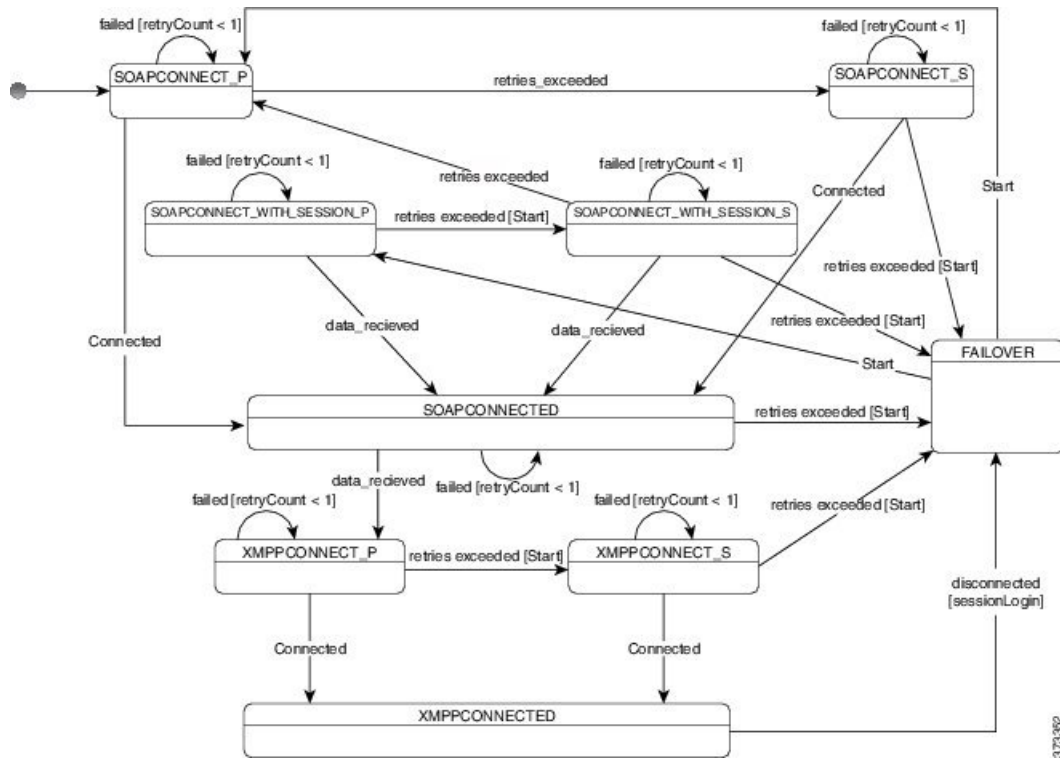 failed [retryCount < 1]
failed [retryCount < 1]
SOAPCONNECT_P
SOAPCONNECT_S
retries_exceeded
failed [retryCount < 1]
failed [retryCount < 1]
retries exceeded
Connected
Start
SOAPCONNECT_WITH_SESSION_P
retries exceeded [Start]
SOAPCONNECT_WITH_SESSION_S
retries exceeded [Start]
retries exceeded [Start]
data_recieved
data_recieved
Connected
Start
FAILOVER
SOAPCONNECTED
retries exceeded [Start]
data_recieved
failed [retryCount < 1]
failed [retryCount < 1]
failed [retryCount < 1]
retries exceeded [Start]
XMPPCONNECT_P
retries exceeded [Start]
XMPPCONNECT_S
disconnected
[sessionLogin]
Connected
Connected
XMPPCONNECTED
373362